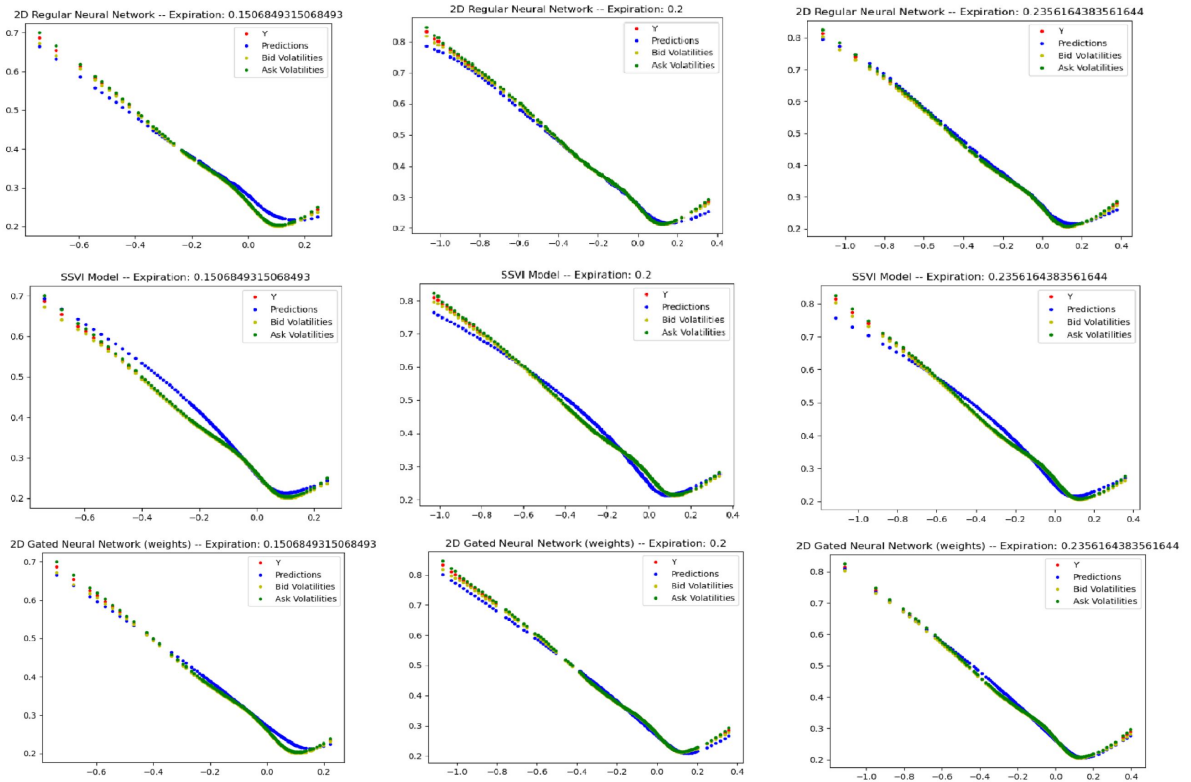 2D Regular Neural Network -- Expiration: 0.1506849315068493
0.7
0.6
0.5
0.4
0.3
0.2
−0.6
−0.4
−0.2
0.0
0.2
Y
Predictions
Bid Volatilities
Ask Volatilities
2D Regular Neural Network -- Expiration: 0.2
0.8
0.7
0.6
0.5
0.4
0.3
0.2
−1.0
−0.8
−0.6
−0.4
−0.2
0.0
0.2
0.4
Y
Predictions
Bid Volatilities
Ask Volatilities
2D Regular Neural Network -- Expiration: 0.2356164383561644
0.8
0.7
0.6
0.5
0.4
0.3
0.2
−1.0
−0.8
−0.6
−0.4
−0.2
0.0
0.2
0.4
Y
Predictions
Bid Volatilities
Ask Volatilities
SSVI Model -- Expiration: 0.1506849315068493
0.7
0.6
0.5
0.4
0.3
0.2
−0.6
−0.4
−0.2
0.0
0.2
Y
Predictions
Bid Volatilities
Ask Volatilities
SSVI Model -- Expiration: 0.2
0.8
0.7
0.6
0.5
0.4
0.3
0.2
−1.0
−0.8
−0.6
−0.4
−0.2
0.0
0.2
0.4
Y
Predictions
Bid Volatilities
Ask Volatilities
SSVI Model -- Expiration: 0.2356164383561644
0.8
0.7
0.6
0.5
0.4
0.3
0.2
−1.0
−0.8
−0.6
−0.4
−0.2
0.0
0.2
0.4
Y
Predictions
Bid Volatilities
Ask Volatilities
2D Gated Neural Network (weights) -- Expiration: 0.1506849315068493
0.7
0.6
0.5
0.4
0.3
0.2
−0.6
−0.4
−0.2
0.0
0.2
Y
Predictions
Bid Volatilities
Ask Volatilities
2D Gated Neural Network (weights) -- Expiration: 0.2
0.8
0.7
0.6
0.5
0.4
0.3
0.2
−1.0
−0.8
−0.6
−0.4
−0.2
0.0
0.2
0.4
Y
Predictions
Bid Volatilities
Ask Volatilities
2D Gated Neural Network (weights) -- Expiration: 0.2356164383561644
0.8
0.7
0.6
0.5
0.4
0.3
0.2
−1.0
−0.8
−0.6
−0.4
−0.2
0.0
0.2
0.4
Y
Predictions
Bid Volatilities
Ask Volatilities